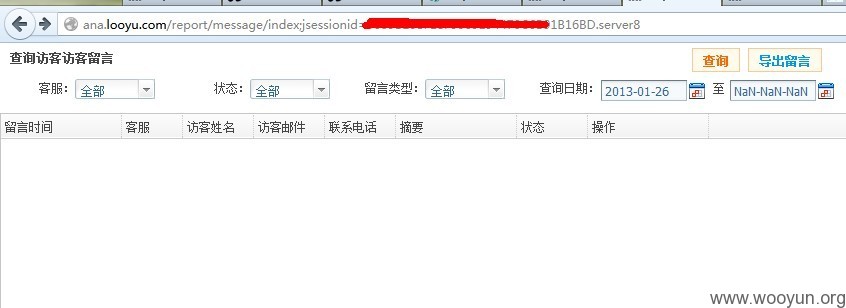 ana.looyu.com/report/message/index;jsessionid= 01B16BD.server8
查询访客访客留言 查询 导出留言
客服: 全部 状态: 全部 留言类型: 全部 查询日期: 2013-01-26 至 NaN-NaN-NaN
留言时间 客服 访客姓名 访客邮件 联系电话 摘要 状态 操作
www.wooyun.org